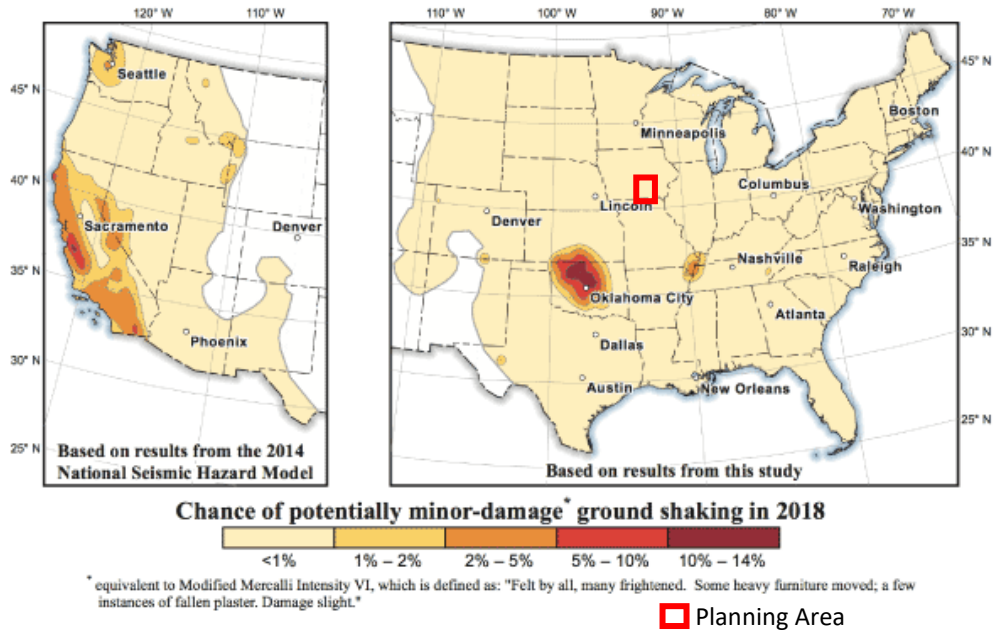 120° W
110° W
110° W
100° W
90° W
80° W
70° W
45° N
40° N
35° N
30° N
25° N
Seattle
Sacramento
Denver
Phoenix
Based on results from the 2014
National Seismic Hazard Model
45° N
40° N
35° N
30° N
25° N
Boston
Minneapolis
Columbus
Lincoln
Washington
Denver
Nashville
Raleigh
Oklahoma City
Atlanta
Dallas
Austin
New Orleans
Based on results from this study
Chance of potentially minor-damage* ground shaking in 2018
<1% 1% – 2% 2% – 5% 5% – 10% 10% – 14%
* equivalent to Modified Mercalli Intensity VI, which is defined as: "Felt by all, many frightened. Some heavy furniture moved; a few
instances of fallen plaster. Damage slight."
Planning Area